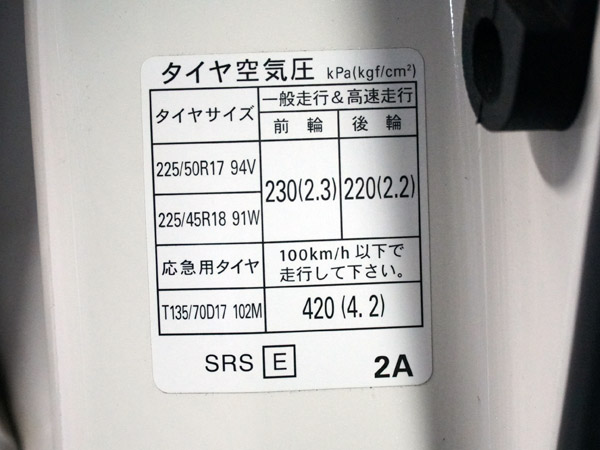 タイヤ空気圧 kPa(kgf/cm²)
タイヤサイズ 一般走行&高速走行
前 輪 後 輪
225/50R17 94V 230(2.3) 220(2.2)
225/45R18 91W
応急用タイヤ 100km/h 以下で
走行して下さい。
T135/70D17 102M 420 (4.2)
SRS E 2A